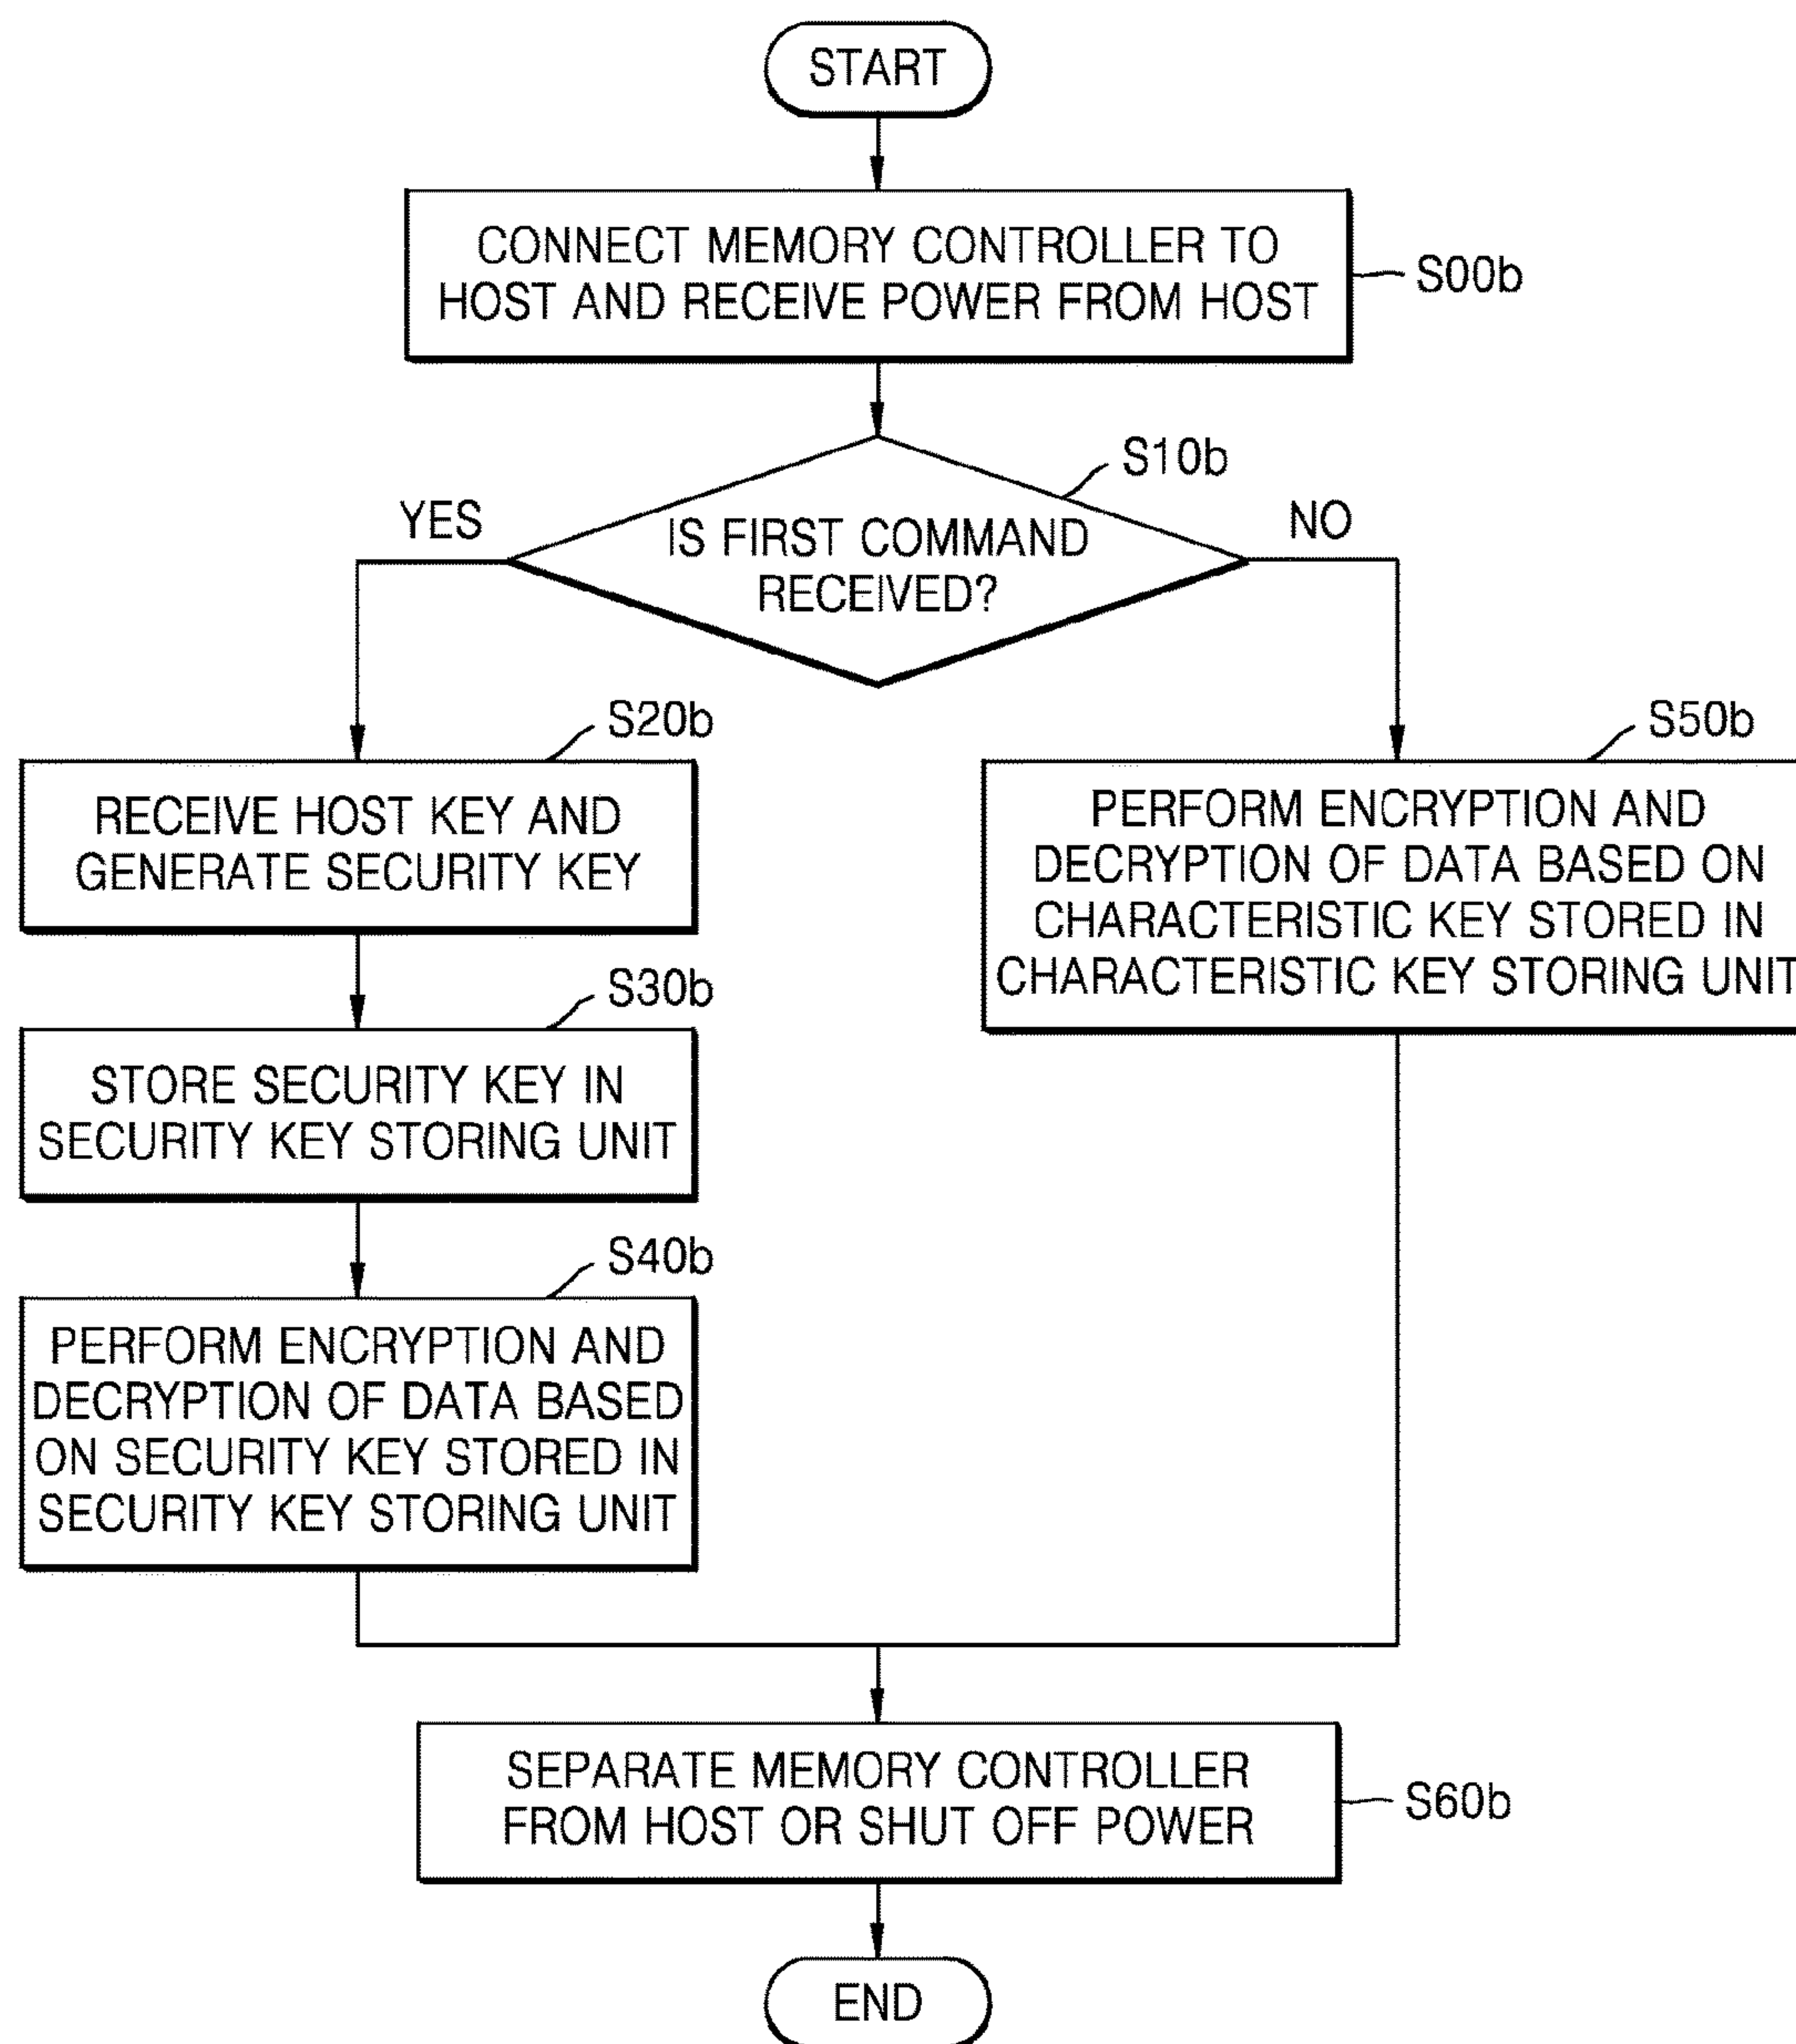 START
CONNECT MEMORY CONTROLLER TO
HOST AND RECEIVE POWER FROM HOST
S00b
S10b
YES
IS FIRST COMMAND
RECEIVED?
NO
S20b
RECEIVE HOST KEY AND
GENERATE SECURITY KEY
S30b
STORE SECURITY KEY IN
SECURITY KEY STORING UNIT
S40b
PERFORM ENCRYPTION AND
DECRYPTION OF DATA BASED
ON SECURITY KEY STORED IN
SECURITY KEY STORING UNIT
S50b
PERFORM ENCRYPTION AND
DECRYPTION OF DATA BASED ON
CHARACTERISTIC KEY STORED IN
CHARACTERISTIC KEY STORING UNIT
SEPARATE MEMORY CONTROLLER
FROM HOST OR SHUT OFF POWER
S60b
END